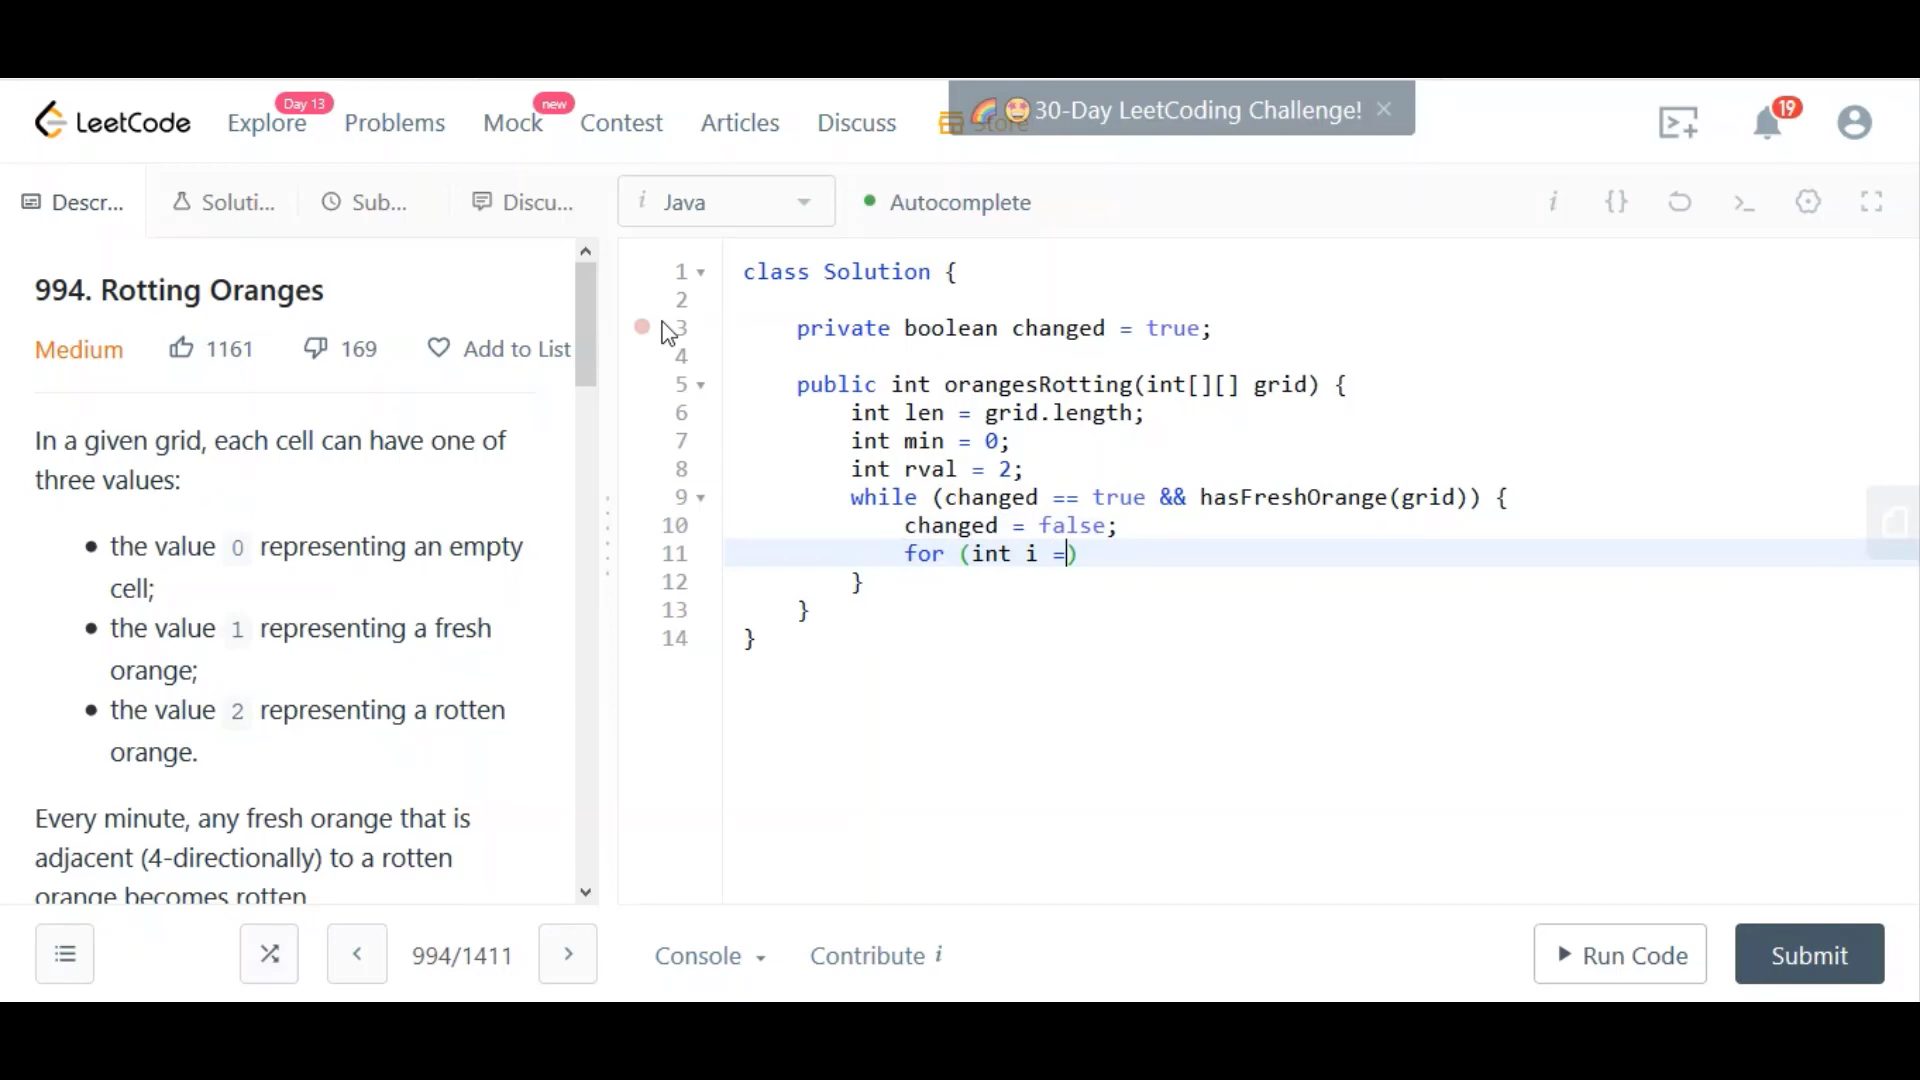 Day 13
new
🌈 🤩 30-Day LeetCoding Challenge! ×
LeetCode Explore Problems Mock Contest Articles Discuss Store
19
Descr... Soluti... Sub... Discu...
i Java Autocomplete
i {} >_
994. Rotting Oranges
Medium 1161 169 Add to List
In a given grid, each cell can have one of
three values:
• the value 0 representing an empty
cell;
• the value 1 representing a fresh
orange;
• the value 2 representing a rotten
orange.
Every minute, any fresh orange that is
adjacent (4-directionally) to a rotten
orange becomes rotten
1 class Solution {
2
3     private boolean changed = true;
4
5     public int orangesRotting(int[][] grid) {
6         int len = grid.length;
7         int min = 0;
8         int rval = 2;
9         while (changed == true && hasFreshOrange(grid)) {
10             changed = false;
11             for (int i =)
12         }
13     }
14 }
994/1411
Console Contribute i
Run Code Submit